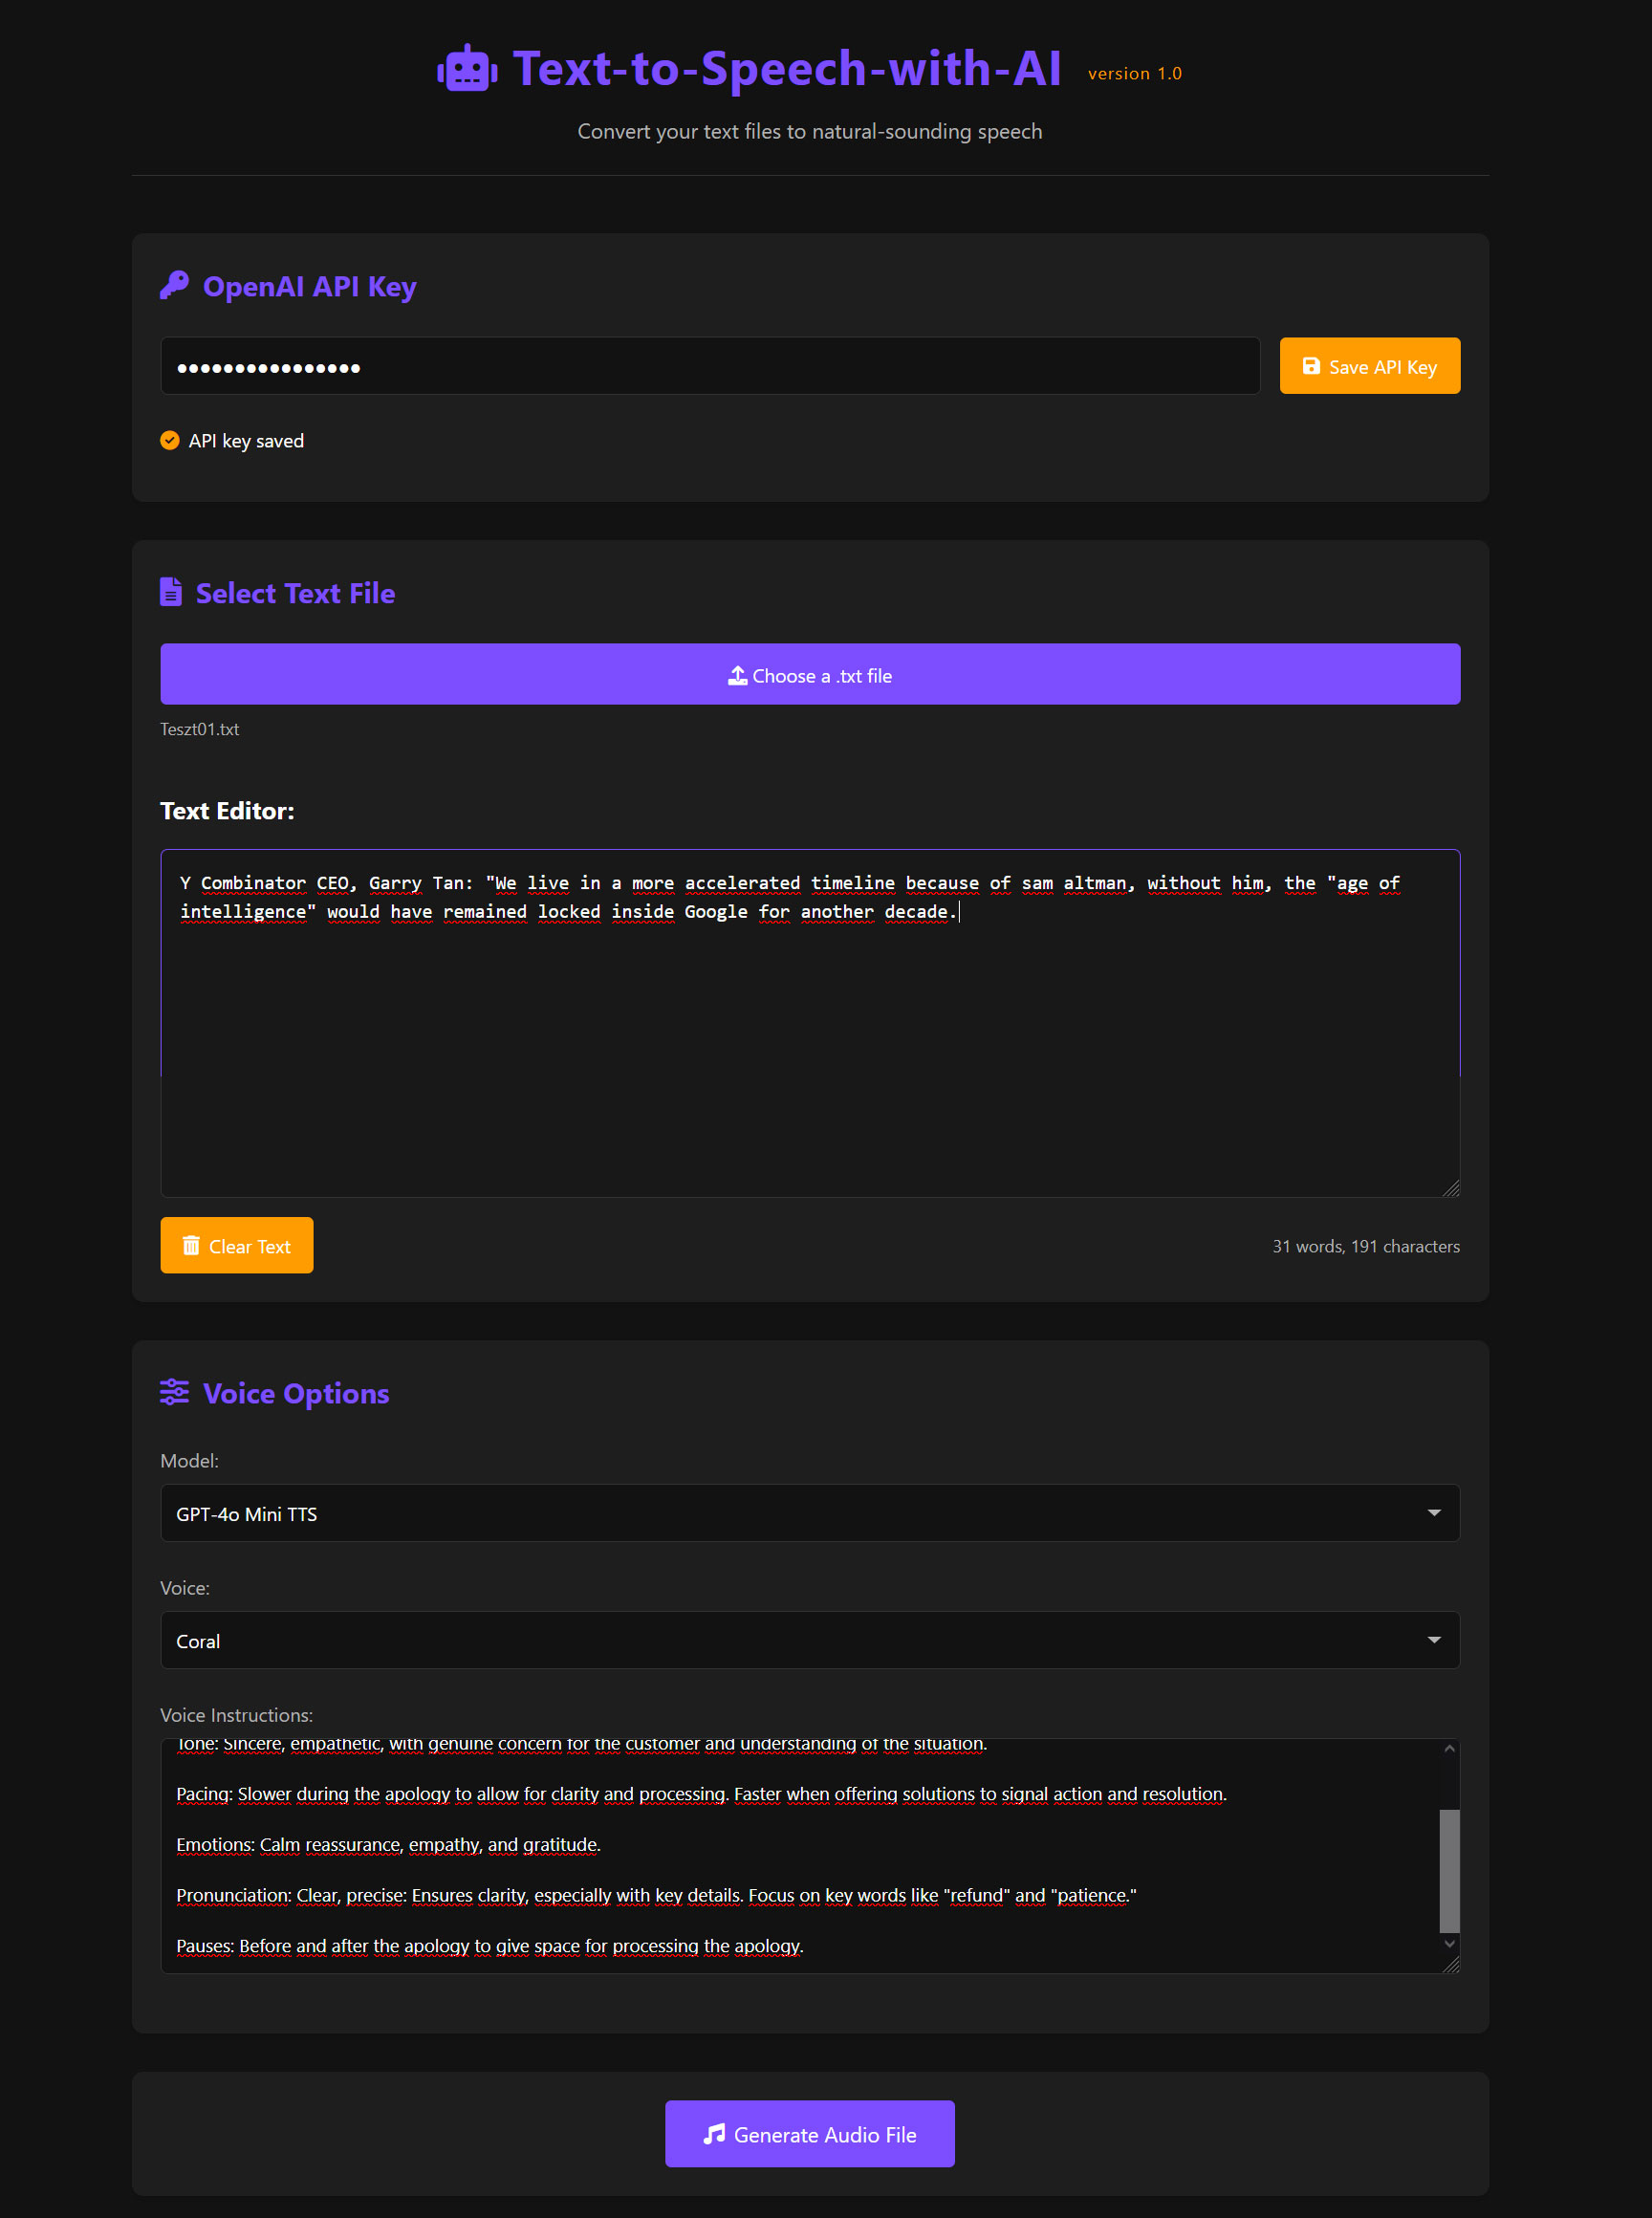 Text-to-Speech-with-AI version 1.0
Convert your text files to natural-sounding speech
OpenAI API Key
Save API Key
API key saved
Select Text File
Choose a .txt file
Teszt01.txt
Text Editor:
Y Combinator CEO, Garry Tan: "We live in a more accelerated timeline because of sam altman, without him, the "age of
intelligence" would have remained locked inside Google for another decade.
Clear Text
31 words, 191 characters
Voice Options
Model:
GPT-4o Mini TTS
Voice:
Coral
Voice Instructions:
Tone: Sincere, empathetic, with genuine concern for the customer and understanding of the situation.
Pacing: Slower during the apology to allow for clarity and processing. Faster when offering solutions to signal action and resolution.
Emotions: Calm reassurance, empathy, and gratitude.
Pronunciation: Clear, precise: Ensures clarity, especially with key details. Focus on key words like "refund" and "patience."
Pauses: Before and after the apology to give space for processing the apology.
Generate Audio File